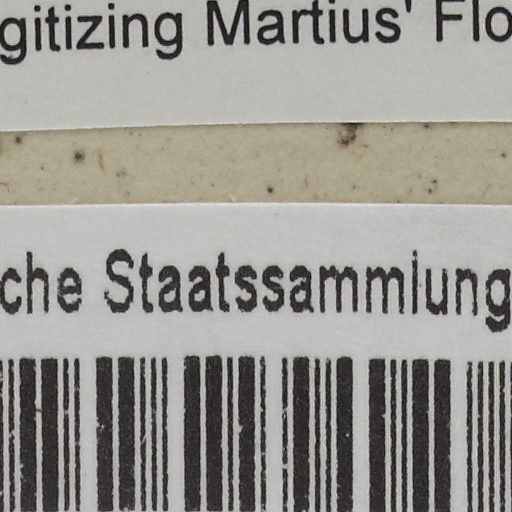 gitizing Martius' Flo
che Staatssammlung